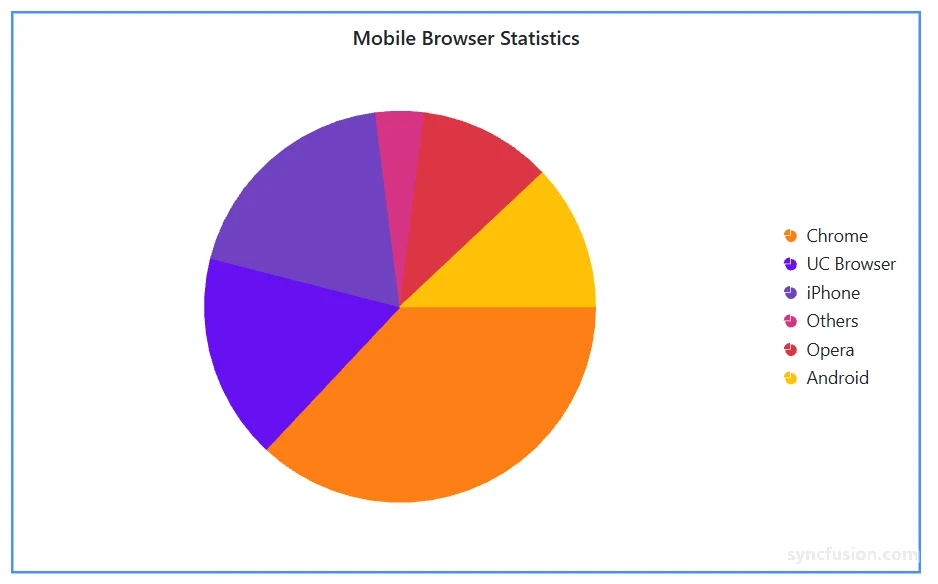 Mobile Browser Statistics
Chrome
UC Browser
iPhone
Others
Opera
Android
syncfusion.com